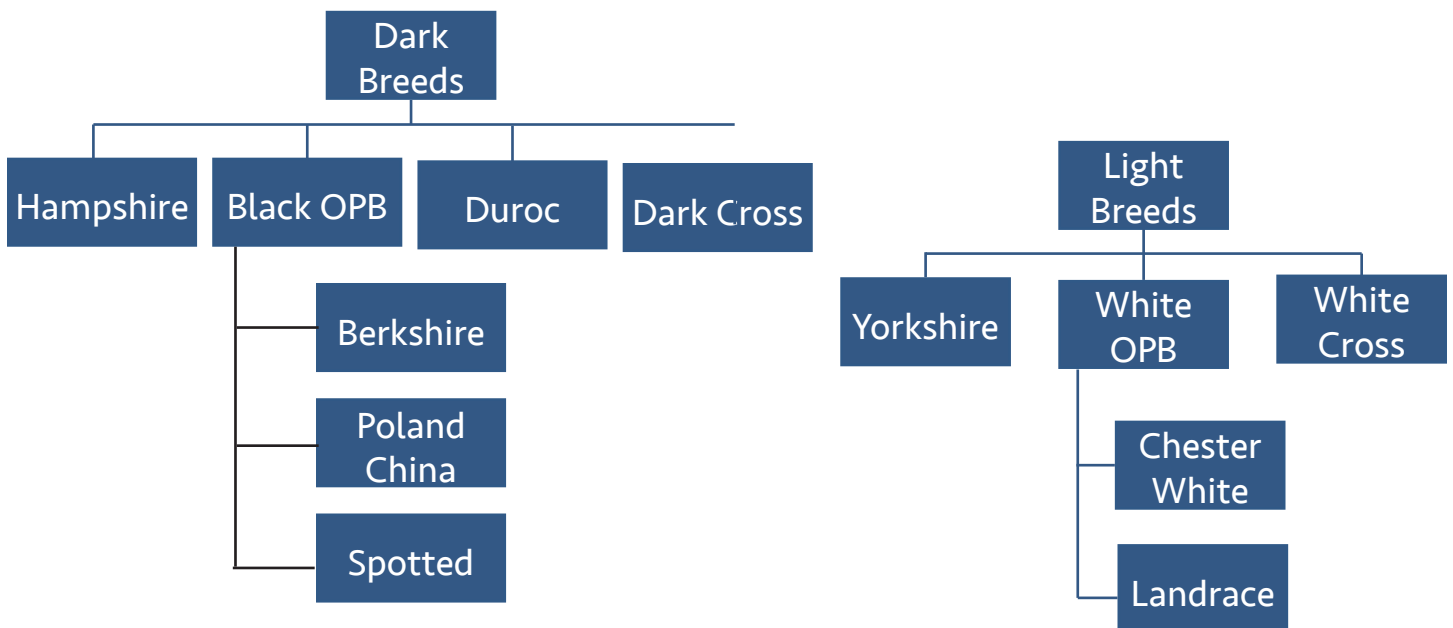 Dark
Breeds
Hampshire
Black OPB
Duroc
Dark Cross
Berkshire
Poland
China
Spotted
Light
Breeds
Yorkshire
White
OPB
White
Cross
Chester
White
Landrace